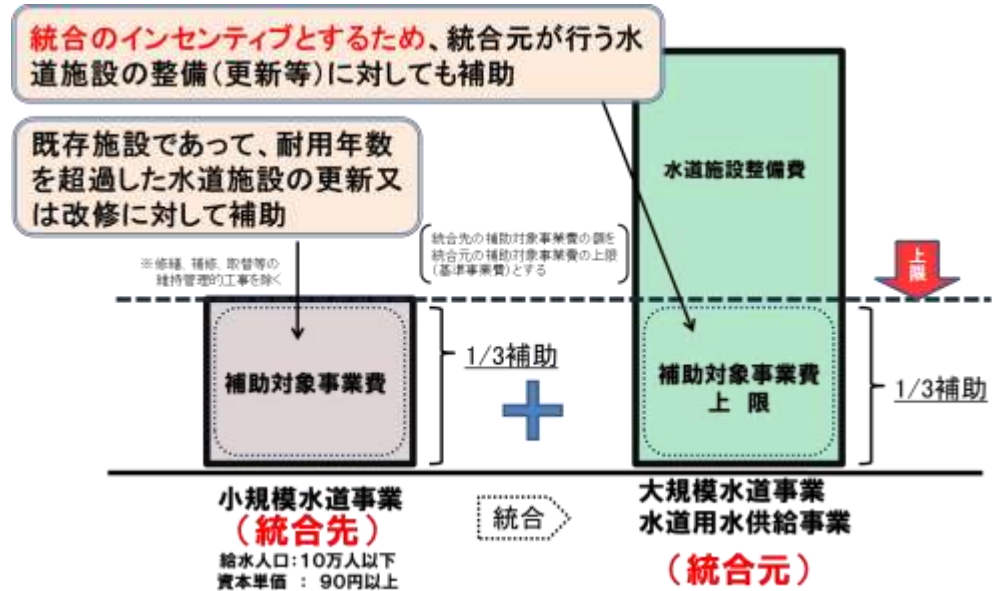 統合のインセンティブとするため、統合元が行う水
道施設の整備(更新等)に対しても補助
既存施設であって、耐用年数
を超過した水道施設の更新又
は改修に対して補助
※修繕、補修、取替等の
維持管理的工事を除く
統合先の補助対象事業費の額を
統合元の補助対象事業費の上限
(基準事業費)とする
水道施設整備費
上限
補助対象事業費
1/3補助
補助対象事業費
上 限
1/3補助
小規模水道事業
(統合先)
給水人口:10万人以下
資本単価 : 90円以上
統合
大規模水道事業
水道用水供給事業
(統合元)